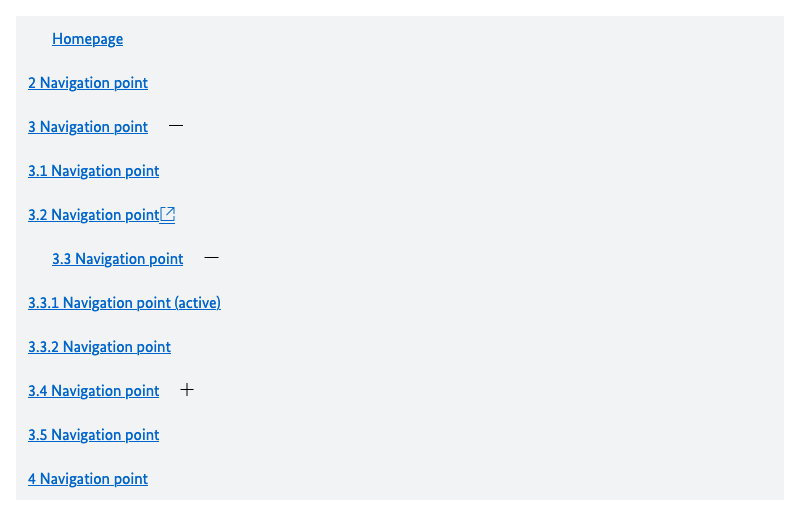 Homepage
2 Navigation point
3 Navigation point
3.1 Navigation point
3.2 Navigation point
3.3 Navigation point
3.3.1 Navigation point (active)
3.3.2 Navigation point
3.4 Navigation point
3.5 Navigation point
4 Navigation point